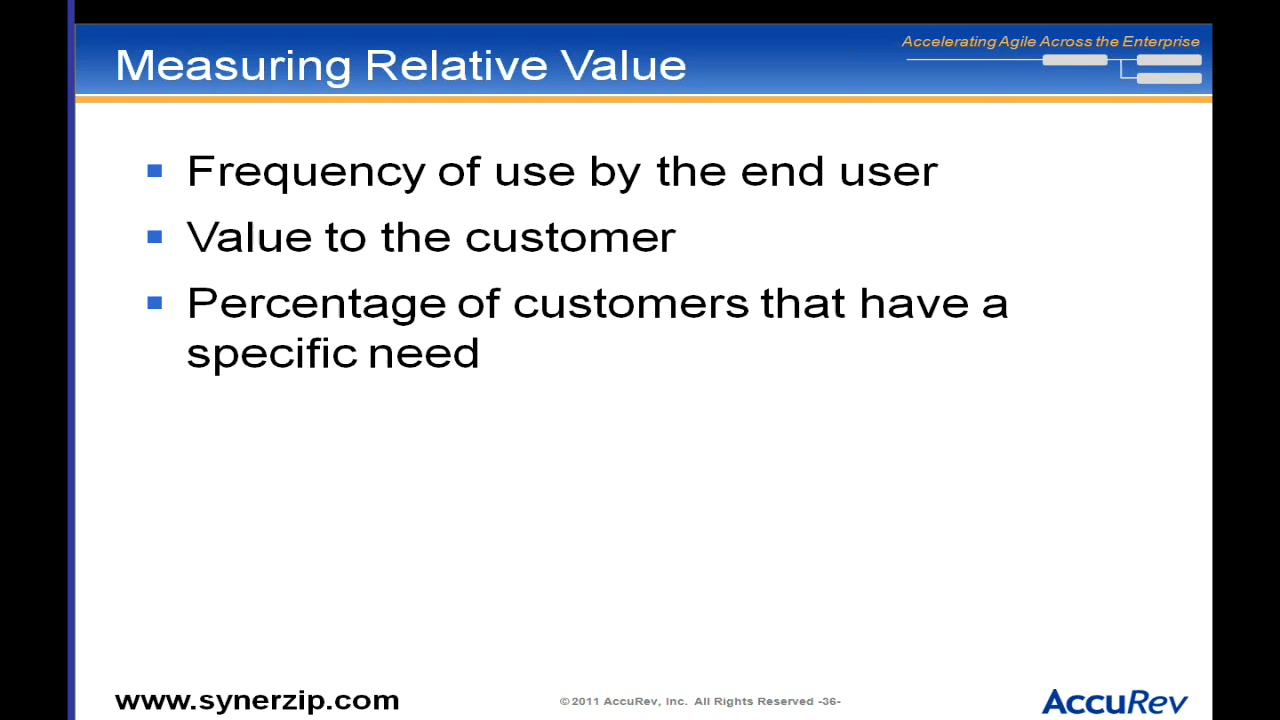 Accelerating Agile Across the Enterprise
Measuring Relative Value
Frequency of use by the end user
Value to the customer
Percentage of customers that have a
specific need
www.synerzip.com
© 2011 AccuRev, Inc. All Rights Reserved -36-
AccuRev